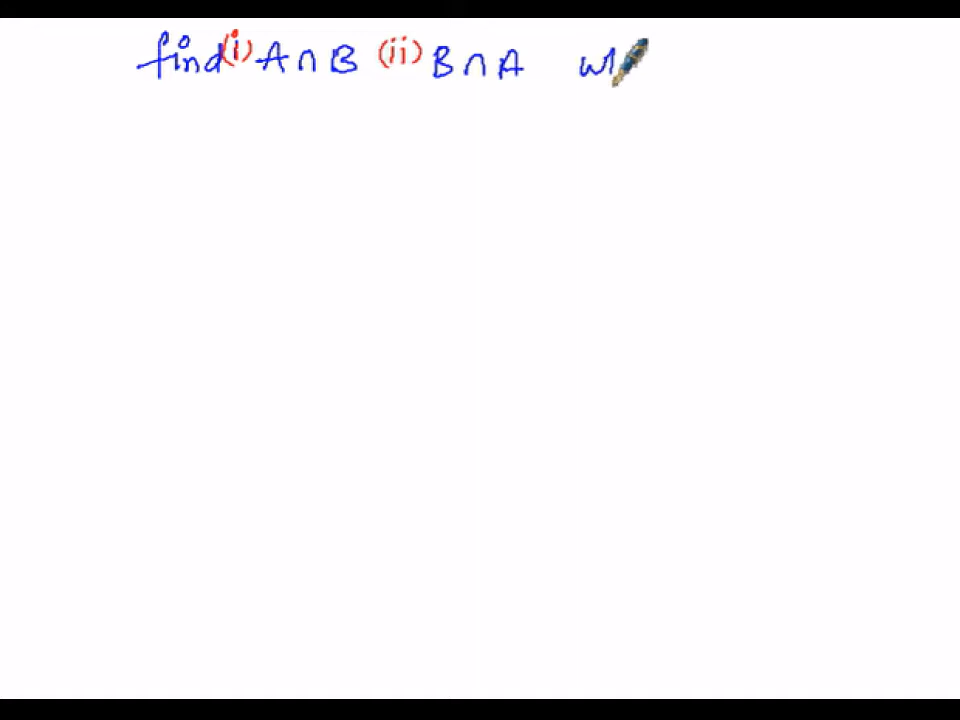 find (i) A ∩ B (ii) B ∩ A